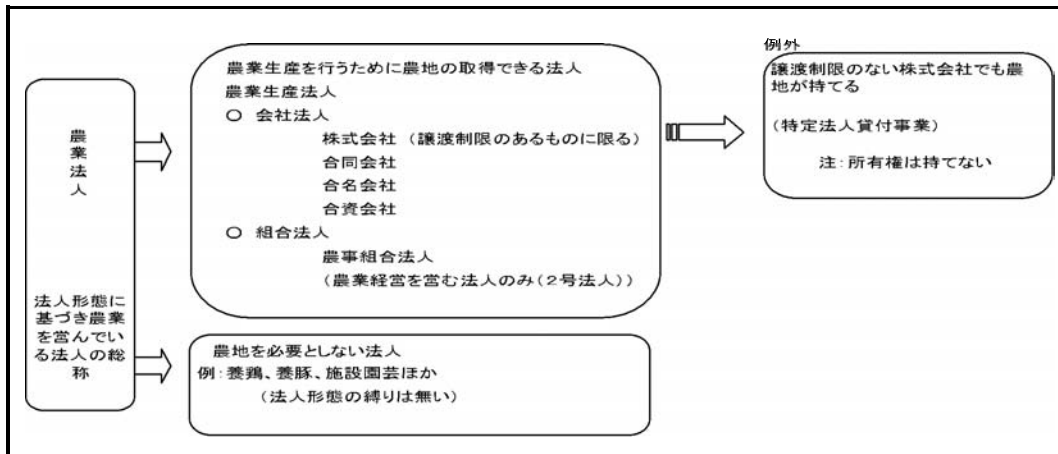 農業法人
法人形態に
基づき農業
を営んでい
る法人の総
称
農業生産を行うために農地の取得できる法人
農業生産法人
○ 会社法人
株式会社（譲渡制限のあるものに限る）
合同会社
合名会社
合資会社
○ 組合法人
農事組合法人
（農業経営を営む法人のみ（２号法人））
農地を必要としない法人
例：養鶏、養豚、施設園芸ほか
（法人形態の縛りは無い）
例外
譲渡制限のない株式会社でも農
地が持てる
（特定法人貸付事業）
注：所有権は持てない